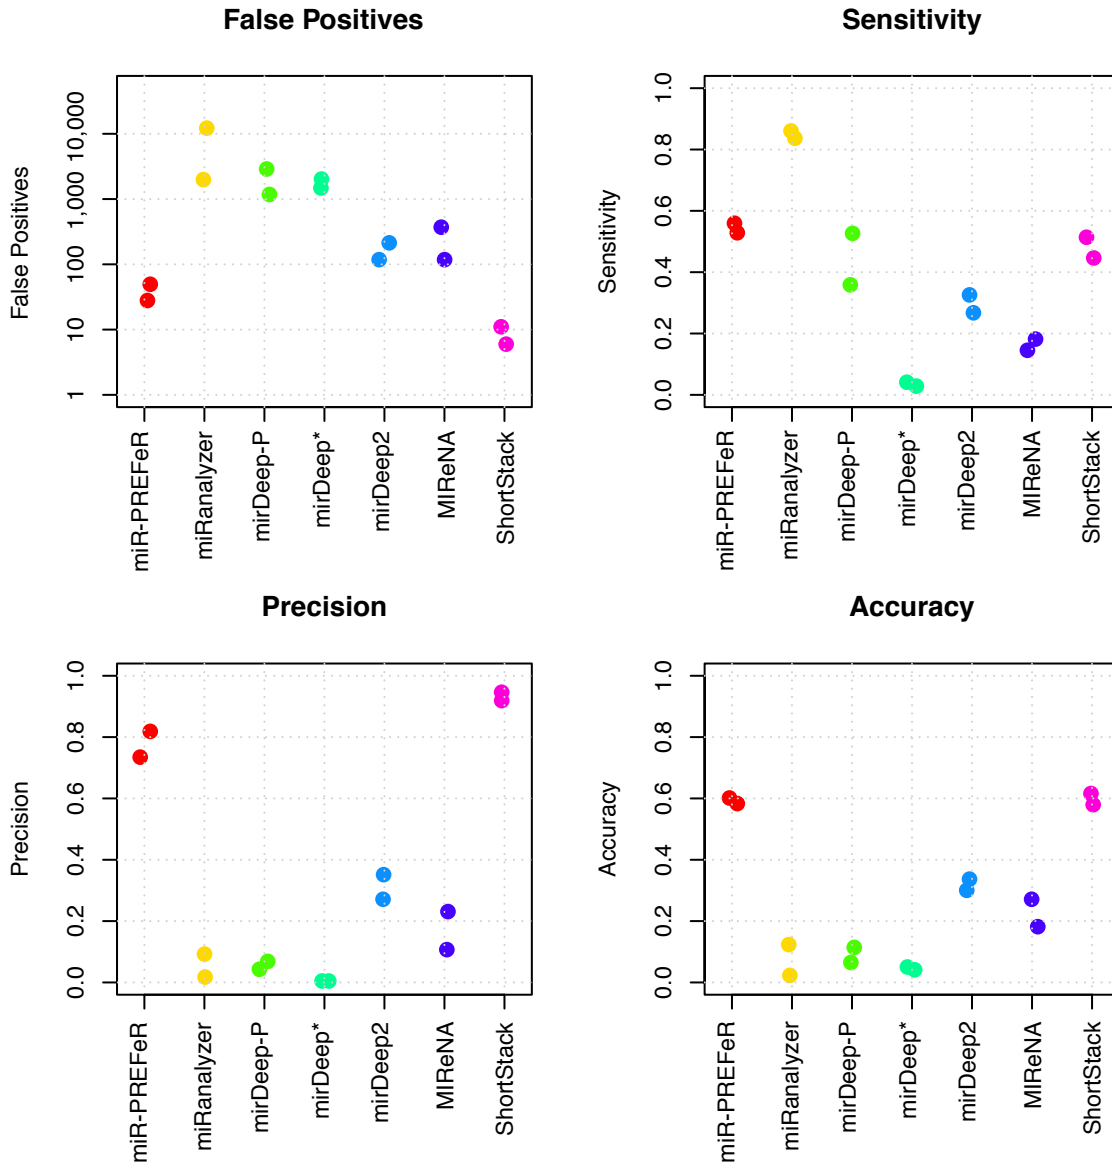 False Positives
False Positives
10,000
1,000
100
10
1
miR-PREFeR
miRanalyzer
mirDeep-P
mirDeep*
mirDeep2
MIReNA
ShortStack
Sensitivity
Sensitivity
1.0
0.8
0.6
0.4
0.2
0.0
miR-PREFeR
miRanalyzer
mirDeep-P
mirDeep*
mirDeep2
MIReNA
ShortStack
Precision
Precision
1.0
0.8
0.6
0.4
0.2
0.0
miR-PREFeR
miRanalyzer
mirDeep-P
mirDeep*
mirDeep2
MIReNA
ShortStack
Accuracy
Accuracy
1.0
0.8
0.6
0.4
0.2
0.0
miR-PREFeR
miRanalyzer
mirDeep-P
mirDeep*
mirDeep2
MIReNA
ShortStack